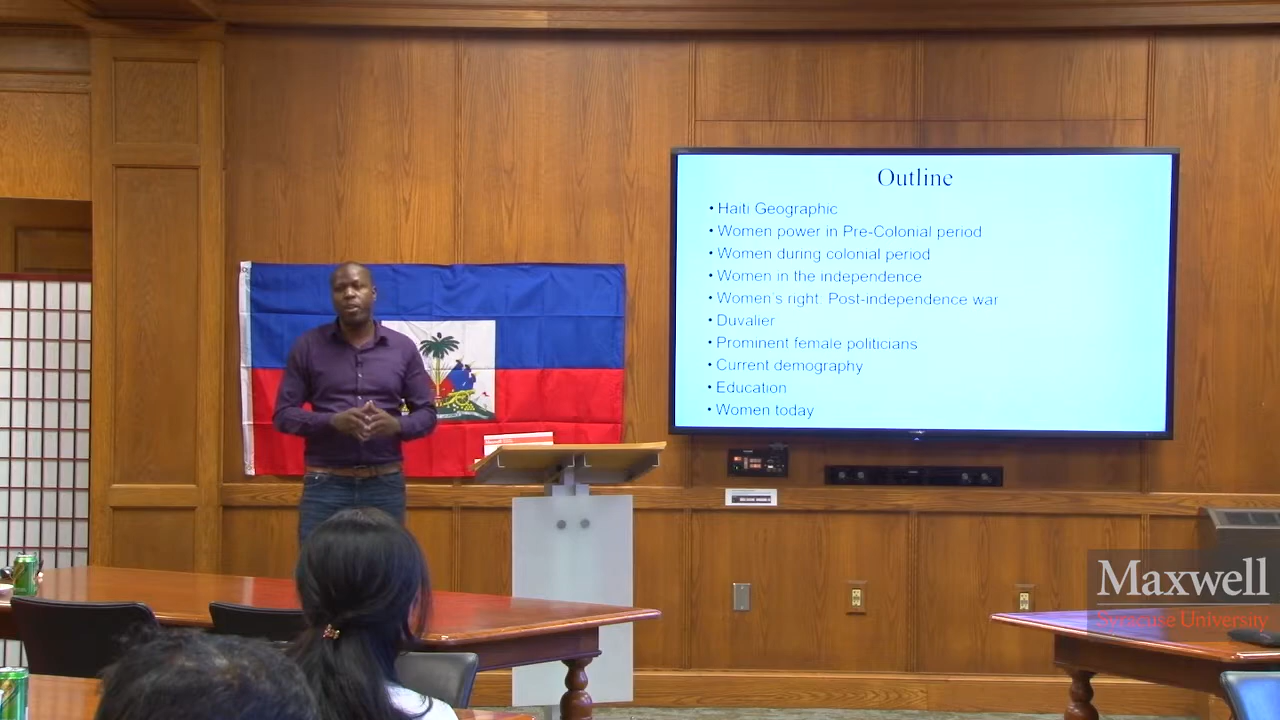 Outline
• Haiti Geographic
• Women power in Pre-Colonial period
• Women during colonial period
• Women in the independence
• Women's right: Post-independence war
• Duvalier
• Prominent female politicians
• Current demography
• Education
• Women today
Maxwell
Syracuse University